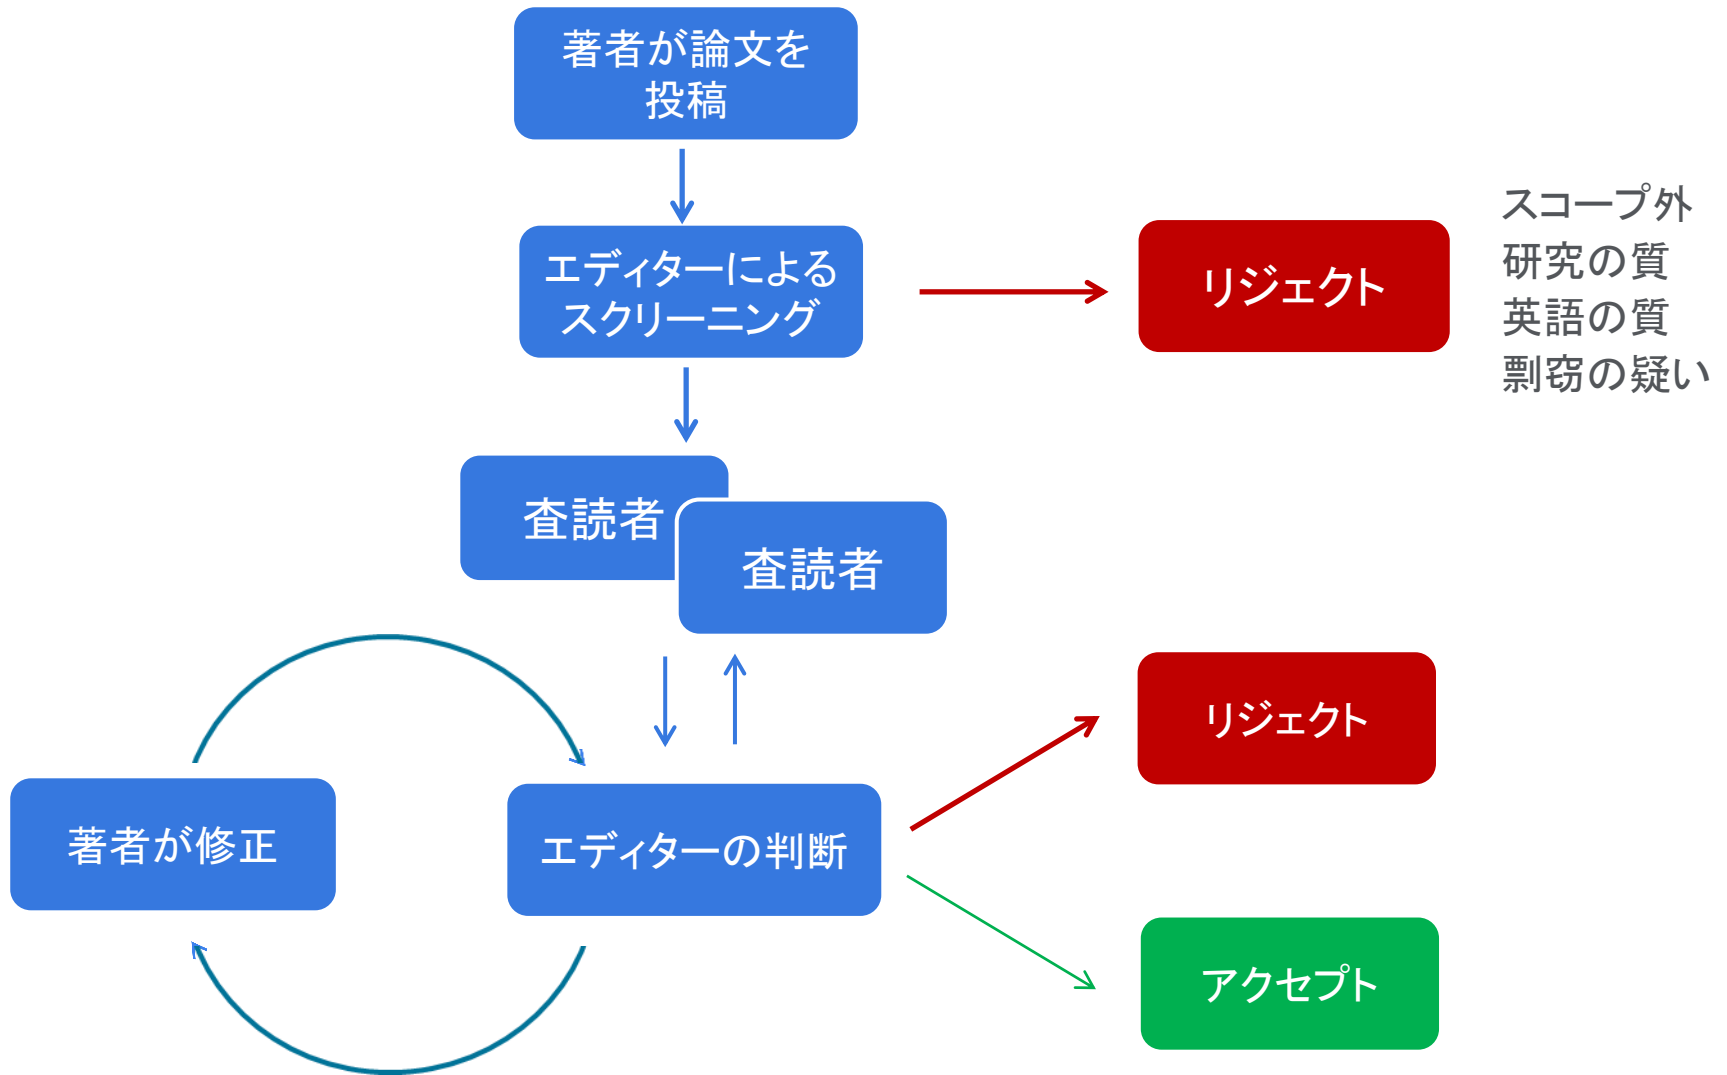 著者が論文を
投稿
エディターによる
スクリーニング
リジェクト
スコープ外
研究の質
英語の質
剽窃の疑い
査読者
査読者
リジェクト
著者が修正
エディターの判断
アクセプト